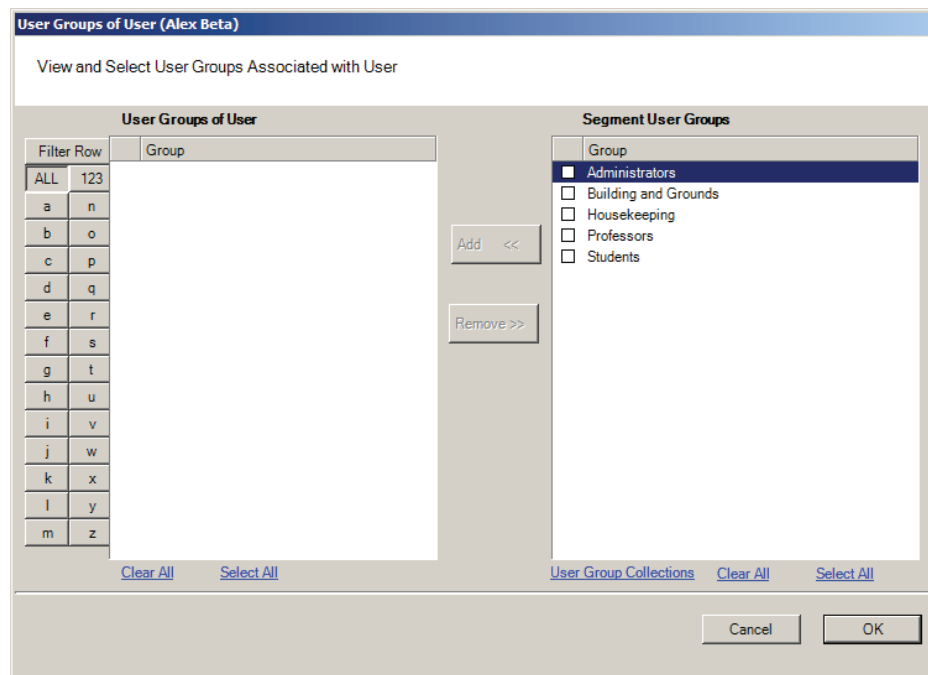 User Groups of User (Alex Beta)
View and Select User Groups Associated with User
User Groups of User
Segment User Groups
Filter Row
Group
Group
ALL 123
a n
b o
c p
d q
e r
f s
g t
h u
i v
j w
k x
l y
m z
Add <<
Remove >>
Administrators
Building and Grounds
Housekeeping
Professors
Students
Clear All Select All
User Group Collections Clear All Select All
Cancel OK